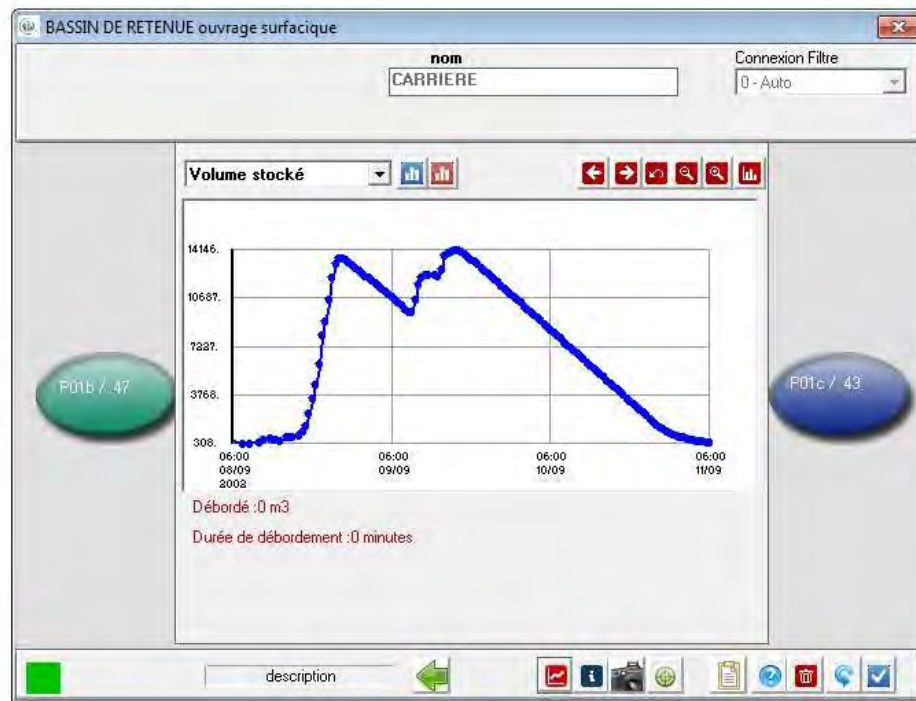 BASSIN DE RETENUE ouvrage surfacique
nom
CARRIERE
Connexion Filtre
0 - Auto
Volume stocké
14146.
10687.
7227.
3768.
308.
06:00
08/09
2002
06:00
09/09
06:00
10/09
06:00
11/09
P01b / 47
P01c / 43
Débordé :0 m3
Durée de débordement :0 minutes
description